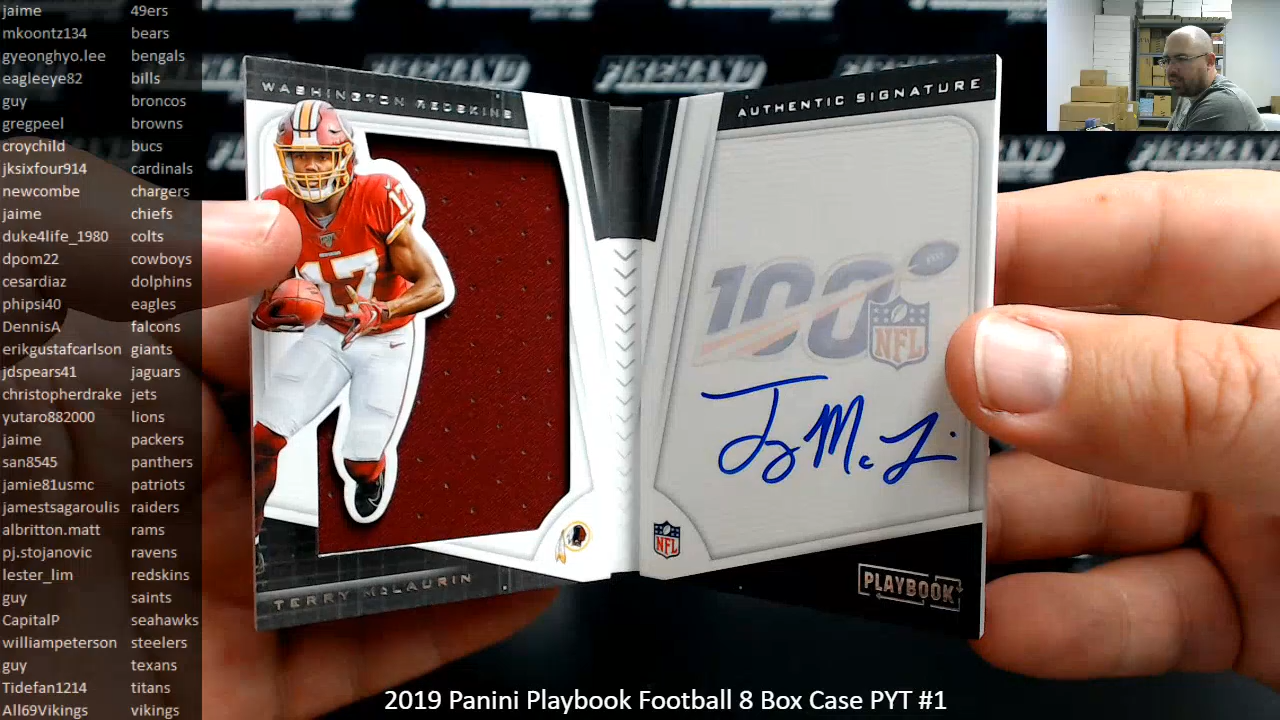 jaime 49ers
mkoontz134 bears
gyeonghyo.lee bengals
eagleeye82 bills
guy broncos
gregpeel browns
croychild bucs
jksixfour914 cardinals
newcombe chargers
jaime chiefs
duke4life_1980 colts
dpom22 cowboys
cesardiaz dolphins
phipsi40 eagles
DennisA falcons
erikgustafcarlson giants
jdspears41 jaguars
christopherdrake jets
yutaro882000 lions
jaime packers
san8545 panthers
jamie81usmc patriots
jamestsagaroulis raiders
albritton.matt rams
pj.stojanovic ravens
lester_lim redskins
guy saints
CapitalP seahawks
williampeterson steelers
guy texans
Tidefan1214 titans
All69Vikings vikings
WASHINGTON REDSKINS
17
17
TERRY McLAURIN
AUTHENTIC SIGNATURE
100
NFL
NFL
PLAYBOOK
FIREHAND
2019 Panini Playbook Football 8 Box Case PYT #1